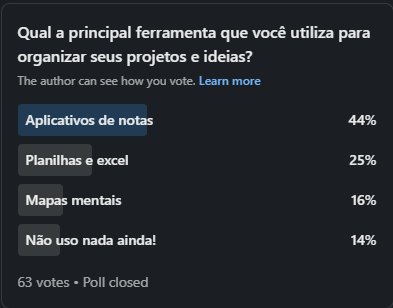 Qual a principal ferramenta que você utiliza para
organizar seus projetos e ideias?
The author can see how you vote. Learn more
Aplicativos de notas 44%
Planilhas e excel 25%
Mapas mentais 16%
Não uso nada ainda! 14%
63 votes • Poll closed